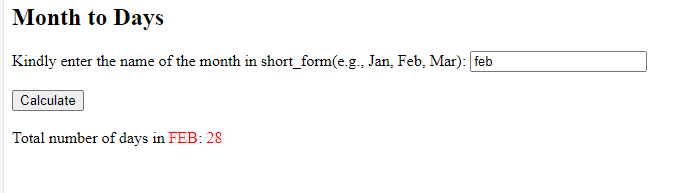 Month to Days
Kindly enter the name of the month in short_form(e.g., Jan, Feb, Mar): feb
Calculate
Total number of days in FEB: 28